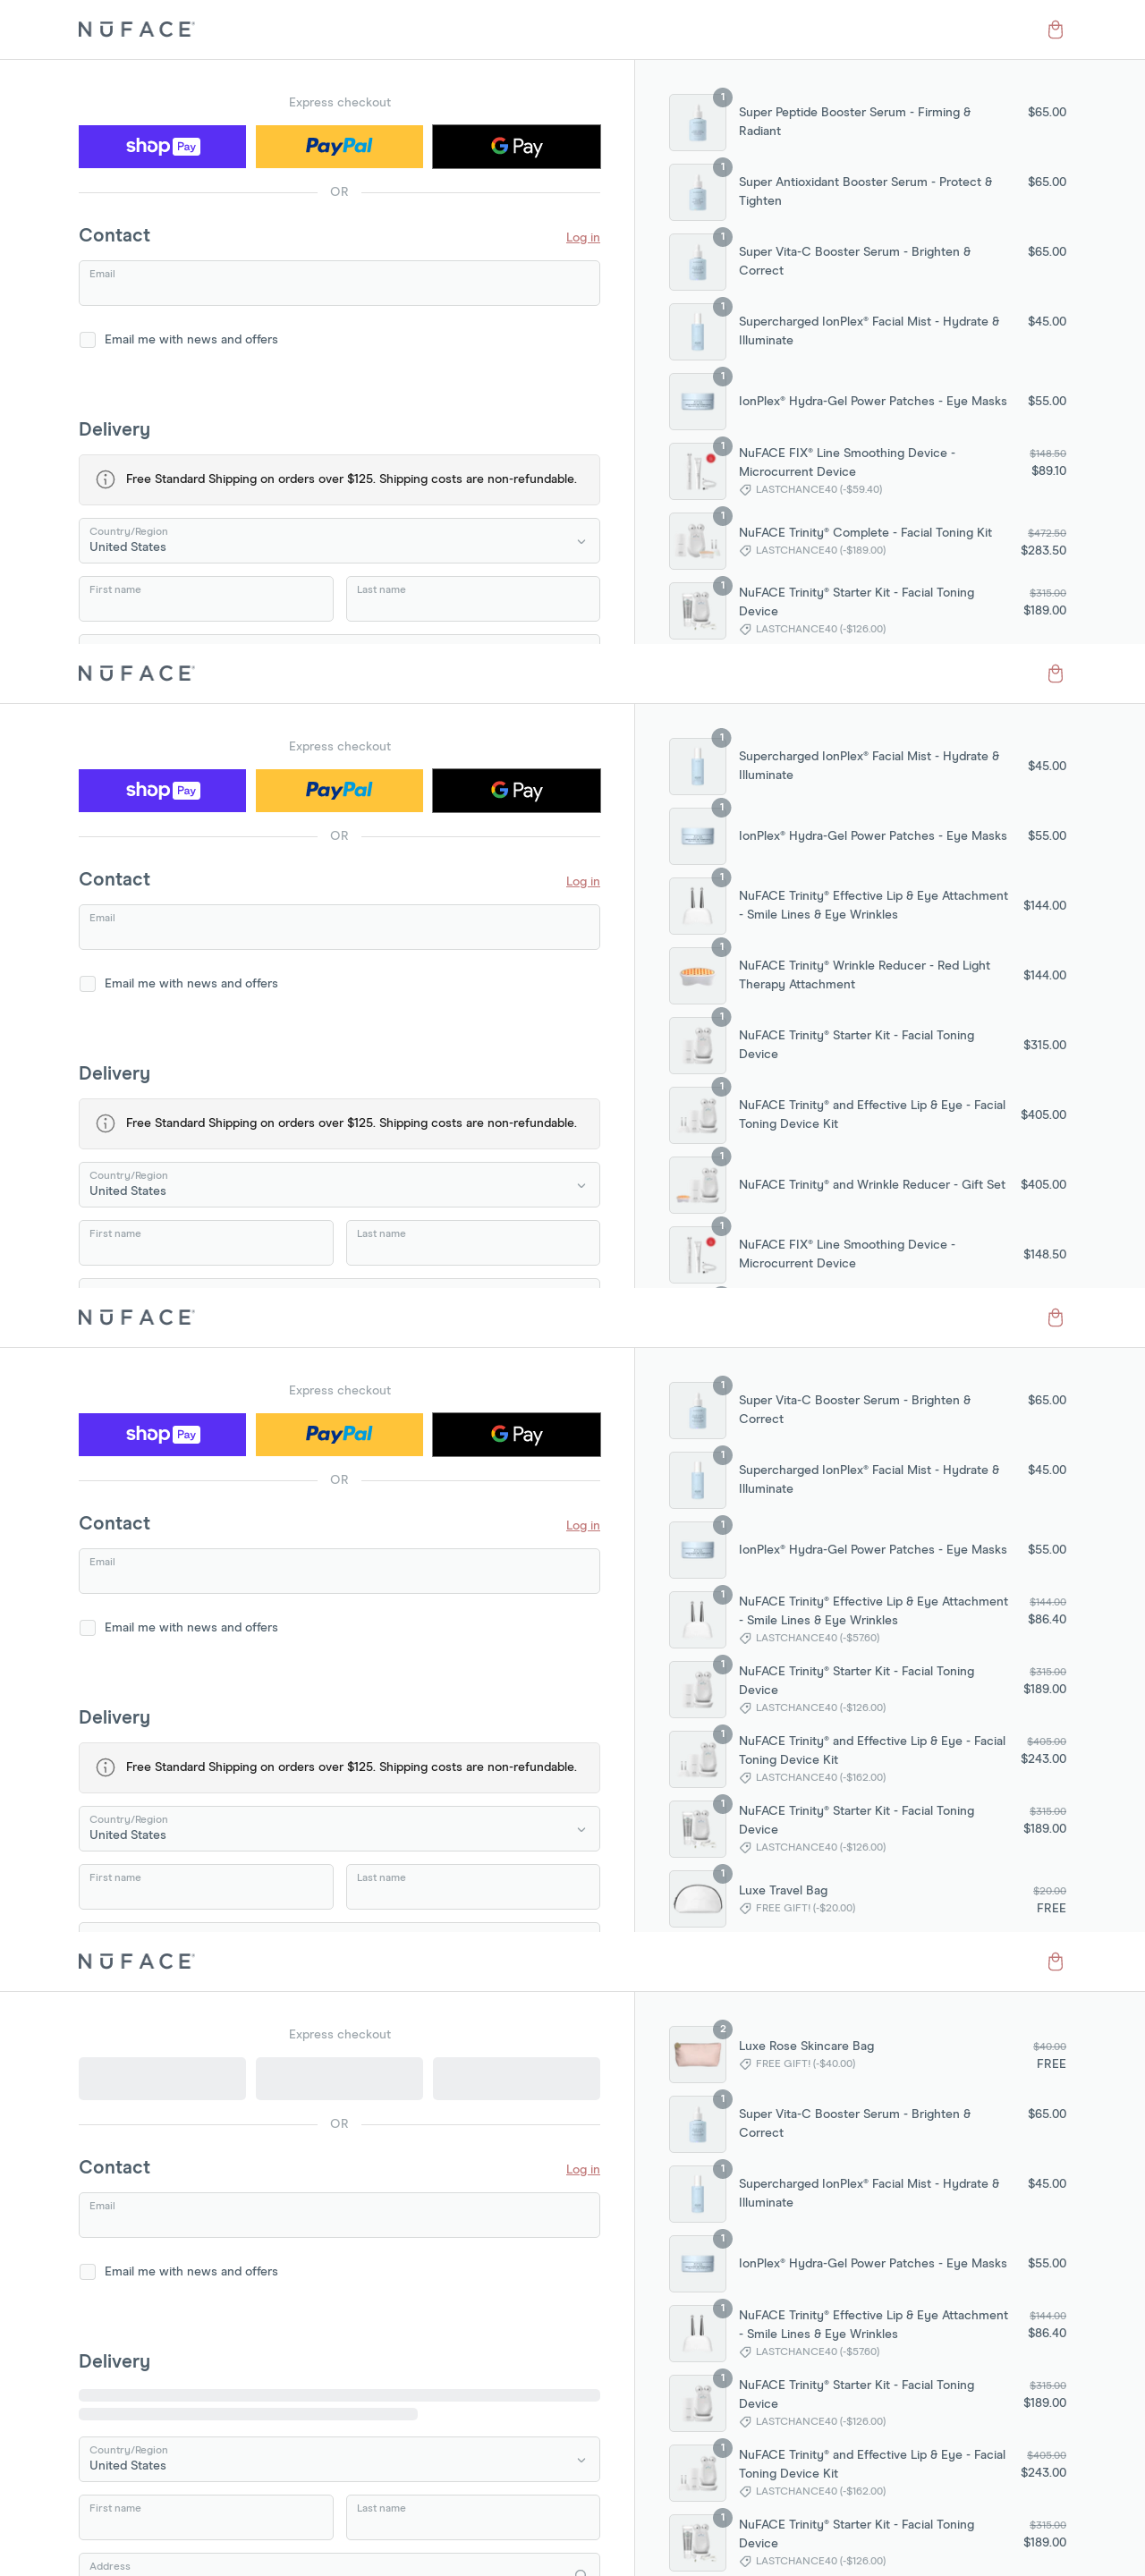 NUFACE
Express checkout
shop Pay
PayPal
G Pay
OR
Contact
Log in
Email
Email me with news and offers
Delivery
Free Standard Shipping on orders over $125. Shipping costs are non-refundable.
Country/Region
United States
First name
Last name
1
Super Peptide Booster Serum - Firming &
Radiant
$65.00
1
Super Antioxidant Booster Serum - Protect &
Tighten
$65.00
1
Super Vita-C Booster Serum - Brighten &
Correct
$65.00
1
Supercharged IonPlex® Facial Mist - Hydrate &
Illuminate
$45.00
1
IonPlex® Hydra-Gel Power Patches - Eye Masks
$55.00
1
NuFACE FIX® Line Smoothing Device -
Microcurrent Device
LASTCHANCE40 (-$59.40)
$148.50
$89.10
1
NuFACE Trinity® Complete - Facial Toning Kit
LASTCHANCE40 (-$189.00)
$472.50
$283.50
1
NuFACE Trinity® Starter Kit - Facial Toning
Device
LASTCHANCE40 (-$126.00)
$315.00
$189.00
NUFACE
Express checkout
shop Pay
PayPal
G Pay
OR
Contact
Log in
Email
Email me with news and offers
Delivery
Free Standard Shipping on orders over $125. Shipping costs are non-refundable.
Country/Region
United States
First name
Last name
1
Supercharged IonPlex® Facial Mist - Hydrate &
Illuminate
$45.00
1
IonPlex® Hydra-Gel Power Patches - Eye Masks
$55.00
1
NuFACE Trinity® Effective Lip & Eye Attachment
- Smile Lines & Eye Wrinkles
$144.00
1
NuFACE Trinity® Wrinkle Reducer - Red Light
Therapy Attachment
$144.00
1
NuFACE Trinity® Starter Kit - Facial Toning
Device
$315.00
1
NuFACE Trinity® and Effective Lip & Eye - Facial
Toning Device Kit
$405.00
1
NuFACE Trinity® and Wrinkle Reducer - Gift Set
$405.00
1
NuFACE FIX® Line Smoothing Device -
Microcurrent Device
$148.50
NUFACE
Express checkout
shop Pay
PayPal
G Pay
OR
Contact
Log in
Email
Email me with news and offers
Delivery
Free Standard Shipping on orders over $125. Shipping costs are non-refundable.
Country/Region
United States
First name
Last name
1
Super Vita-C Booster Serum - Brighten &
Correct
$65.00
1
Supercharged IonPlex® Facial Mist - Hydrate &
Illuminate
$45.00
1
IonPlex® Hydra-Gel Power Patches - Eye Masks
$55.00
1
NuFACE Trinity® Effective Lip & Eye Attachment
- Smile Lines & Eye Wrinkles
LASTCHANCE40 (-$57.60)
$144.00
$86.40
1
NuFACE Trinity® Starter Kit - Facial Toning
Device
LASTCHANCE40 (-$126.00)
$315.00
$189.00
1
NuFACE Trinity® and Effective Lip & Eye - Facial
Toning Device Kit
LASTCHANCE40 (-$162.00)
$405.00
$243.00
1
NuFACE Trinity® Starter Kit - Facial Toning
Device
LASTCHANCE40 (-$126.00)
$315.00
$189.00
1
Luxe Travel Bag
FREE GIFT! (-$20.00)
$20.00
FREE
NUFACE
Express checkout
OR
Contact
Log in
Email
Email me with news and offers
Delivery
Country/Region
United States
First name
Last name
Address
2
Luxe Rose Skincare Bag
FREE GIFT! (-$40.00)
$40.00
FREE
1
Super Vita-C Booster Serum - Brighten &
Correct
$65.00
1
Supercharged IonPlex® Facial Mist - Hydrate &
Illuminate
$45.00
1
IonPlex® Hydra-Gel Power Patches - Eye Masks
$55.00
1
NuFACE Trinity® Effective Lip & Eye Attachment
- Smile Lines & Eye Wrinkles
LASTCHANCE40 (-$57.60)
$144.00
$86.40
1
NuFACE Trinity® Starter Kit - Facial Toning
Device
LASTCHANCE40 (-$126.00)
$315.00
$189.00
1
NuFACE Trinity® and Effective Lip & Eye - Facial
Toning Device Kit
LASTCHANCE40 (-$162.00)
$405.00
$243.00
1
NuFACE Trinity® Starter Kit - Facial Toning
Device
LASTCHANCE40 (-$126.00)
$315.00
$189.00